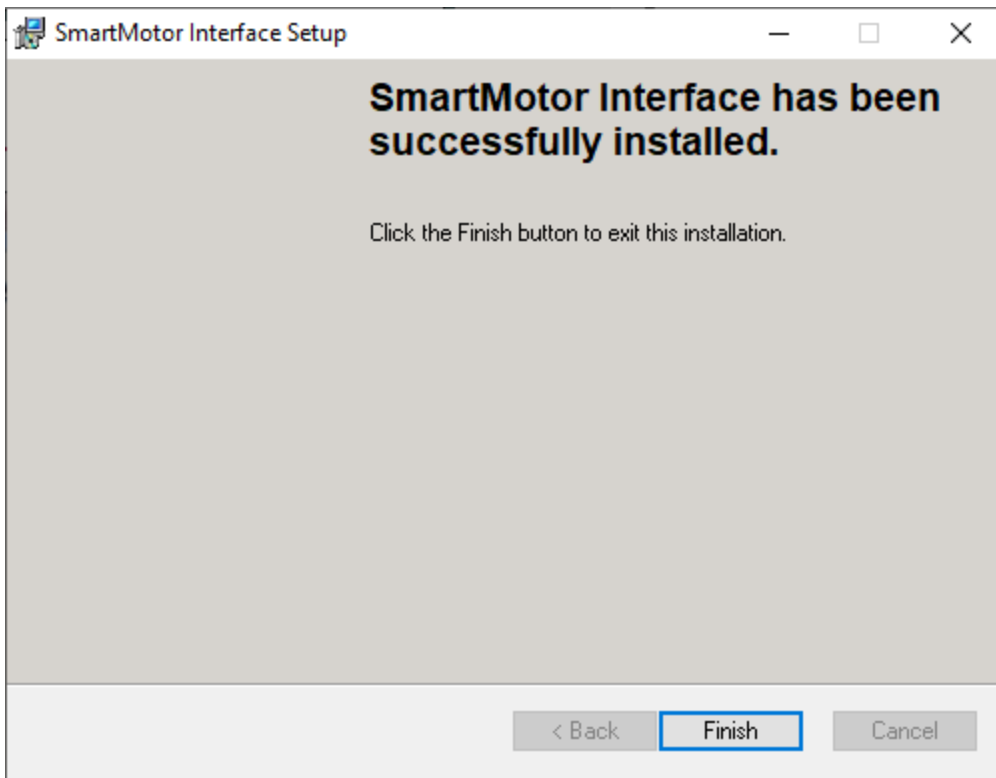 SmartMotor Interface Setup
SmartMotor Interface has been
successfully installed.
Click the Finish button to exit this installation.
< Back
Finish
Cancel